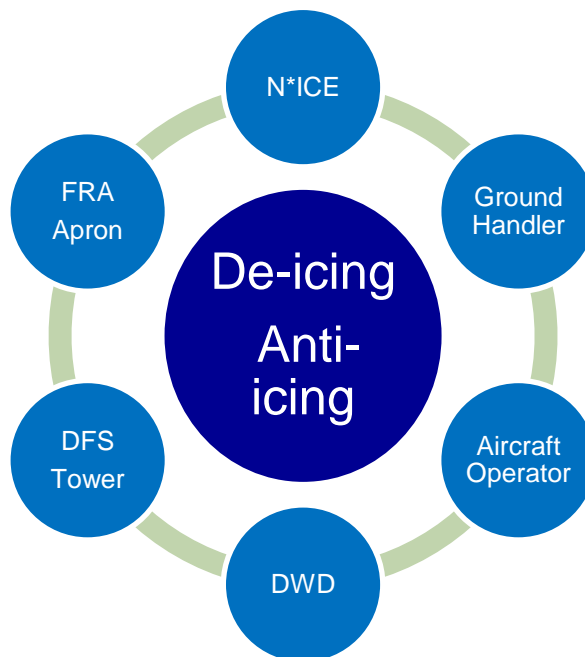 N*ICE
FRA
Apron
Ground
Handler
De-icing
Anti-
icing
DFS
Tower
Aircraft
Operator
DWD